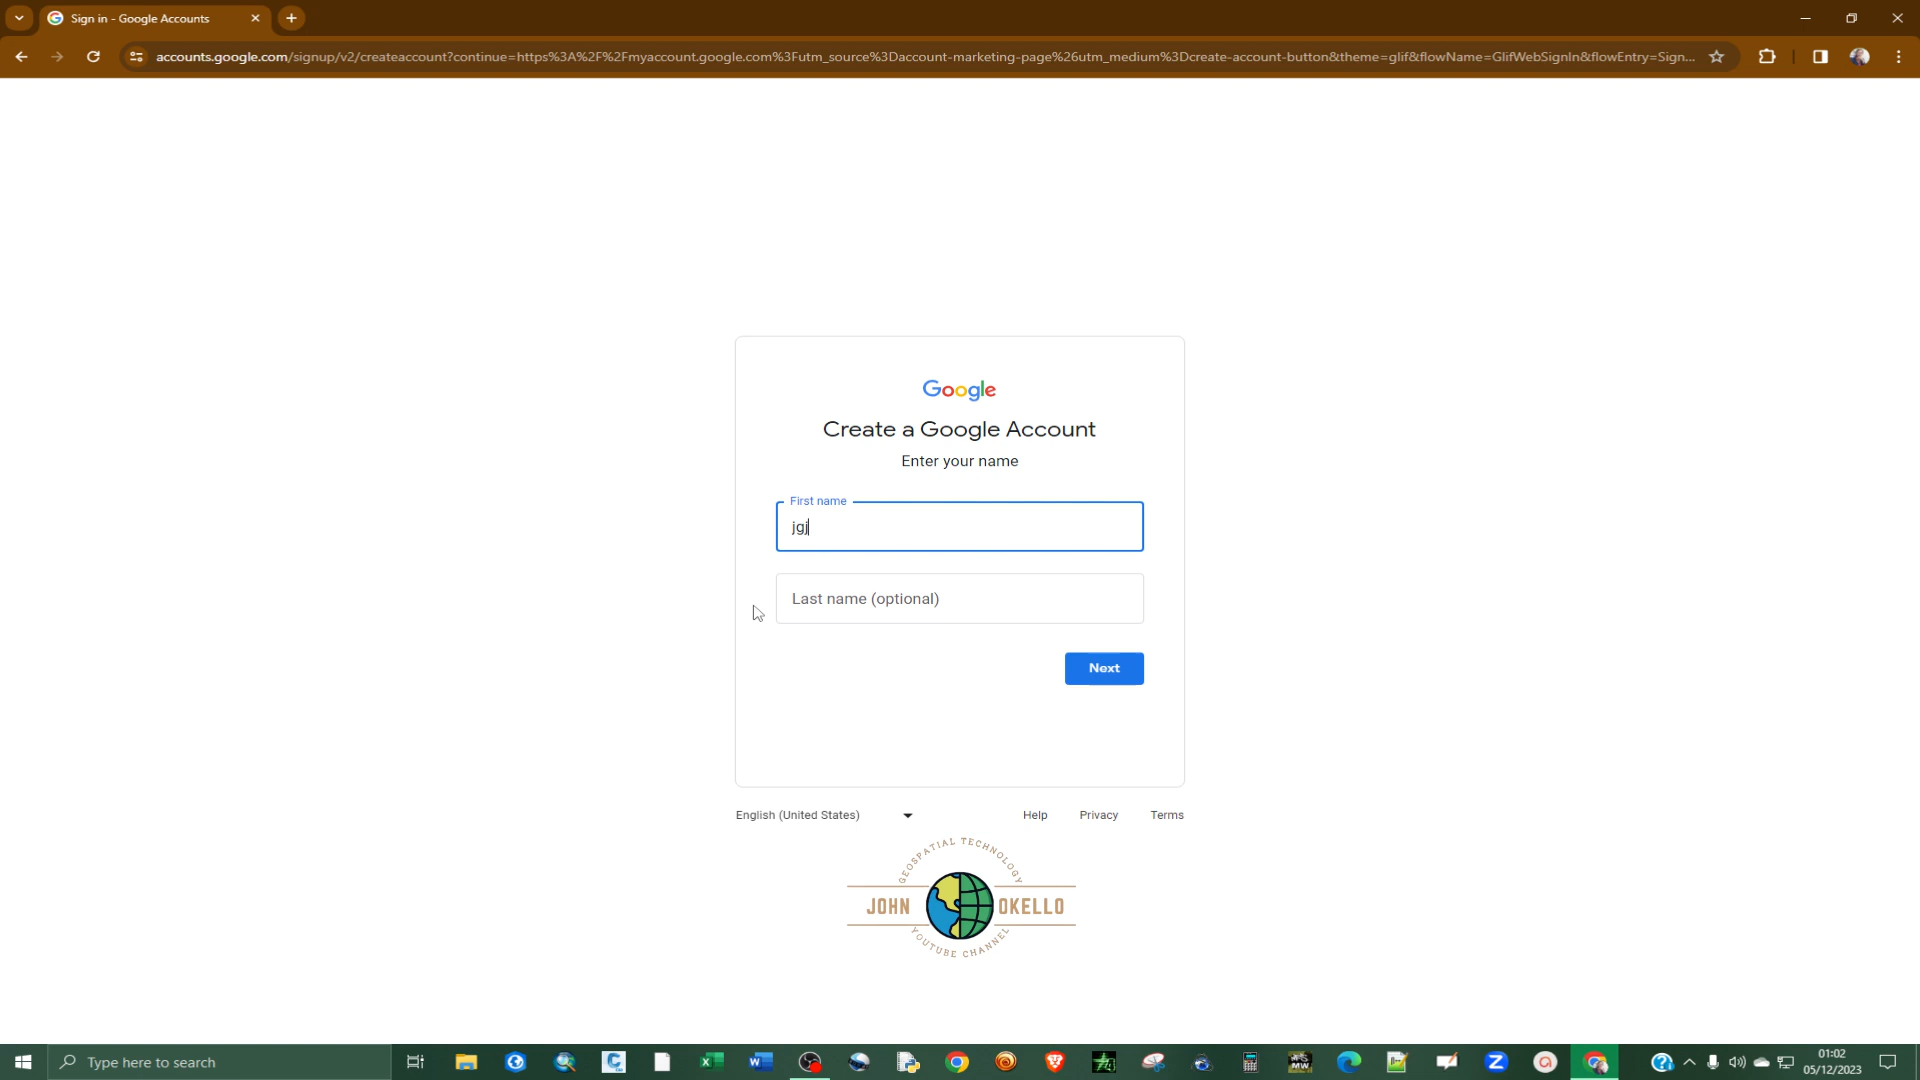 Sign in - Google Accounts
accounts.google.com/signup/v2/createaccount?continue=https%3A%2F%2Fmyaccount.google.com%3Futm_source%3Daccount-marketing-page%26utm_medium%3Dcreate-account-button&theme=glif&flowName=GlifWebSignIn&flowEntry=Sign...
Google
Create a Google Account
Enter your name
First name
jgj
Last name (optional)
Next
English (United States)
Help
Privacy
Terms
GEOSPATIAL TECHNOLOGY
JOHN OKELLO
YOUTUBE CHANNEL
Type here to search
01:02
05/12/2023